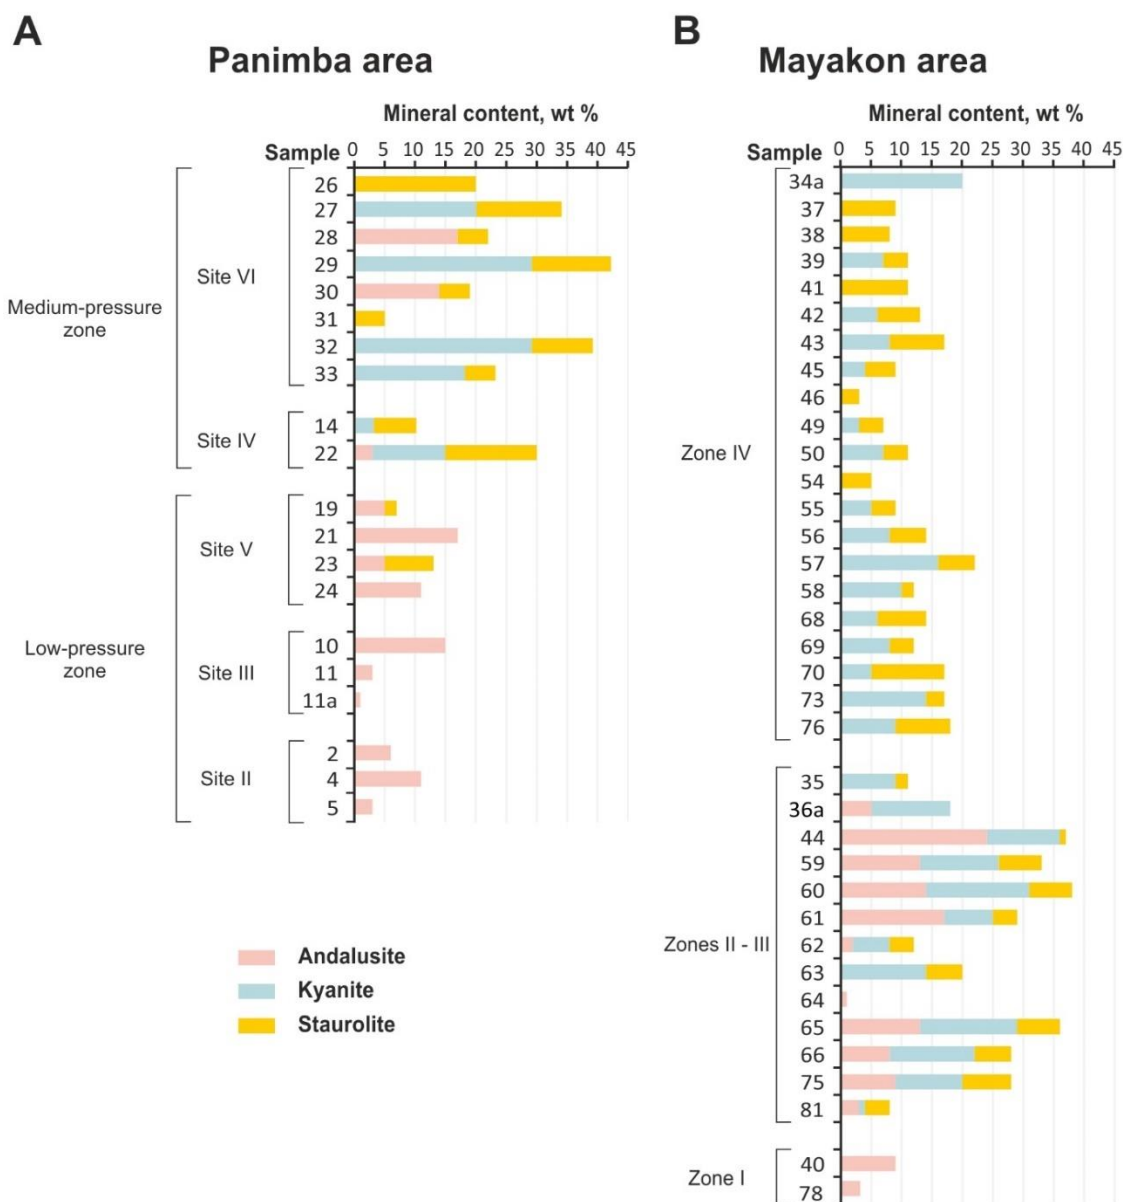 A
Panimba area
Mineral content, wt %
Sample
0 5 10 15 20 25 30 35 40 45
Medium-pressure
zone
Site VI
26
27
28
29
30
31
32
33
Site IV
14
22
Low-pressure
zone
Site V
19
21
23
24
Site III
10
11
11a
Site II
2
4
5
Andalusite
Kyanite
Staurolite
B
Mayakon area
Mineral content, wt %
Sample
0 5 10 15 20 25 30 35 40 45
Zone IV
34a
37
38
39
41
42
43
45
46
49
50
54
55
56
57
58
68
69
70
73
76
Zones II - III
35
36a
44
59
60
61
62
63
64
65
66
75
81
Zone I
40
78